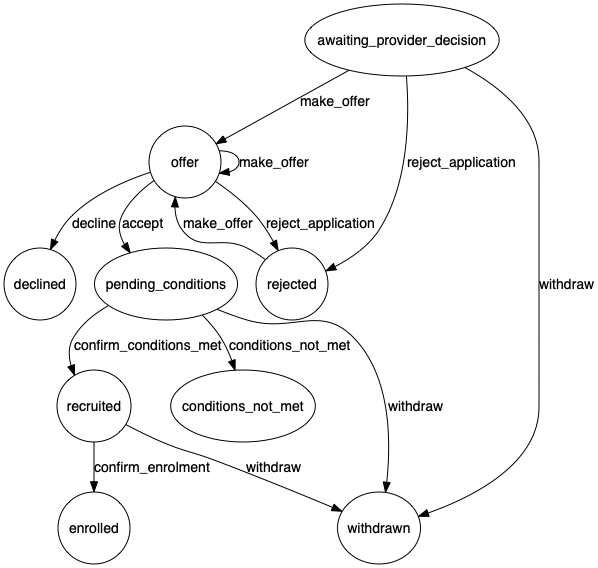 awaiting_provider_decision
make_offer
offer
make_offer
reject_application
decline
accept
make_offer
reject_application
declined
pending_conditions
rejected
withdraw
confirm_conditions_met
conditions_not_met
recruited
conditions_not_met
withdraw
confirm_enrolment
withdraw
enrolled
withdrawn